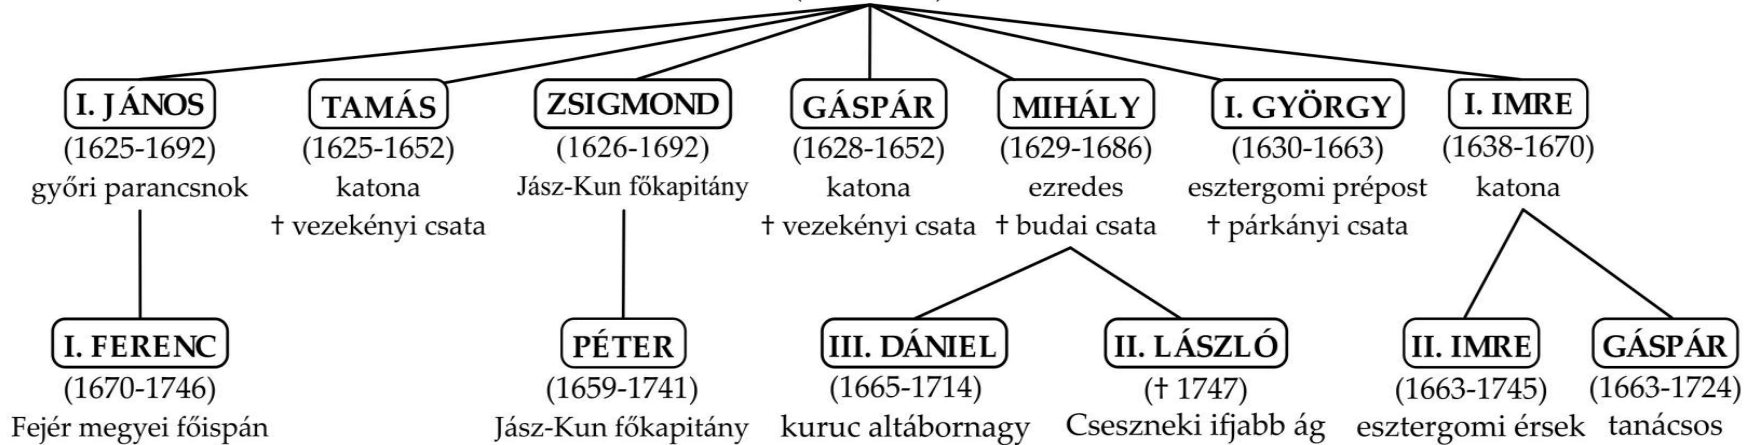 I. JÁNOS TAMÁS ZSIGMOND GÁSPÁR MIHÁLY I. GYÖRGY I. IMRE
(1625-1692) (1625-1652) (1626-1692) (1628-1652) (1629-1686) (1630-1663) (1638-1670)
győri parancsnok katona Jász-Kun főkapitány katona ezredes esztergomi prépost katona
† vezekényi csata † vezekényi csata † budai csata † párkányi csata
I. FERENC PÉTER III. DÁNIEL II. LÁSZLÓ II. IMRE GÁSPÁR
(1670-1746) (1659-1741) (1665-1714) († 1747) (1663-1745) (1663-1724)
Fejér megyei főispán Jász-Kun főkapitány kuruc altábornagy Cseszneki ifjabb ág esztergomi érsek tanácsos